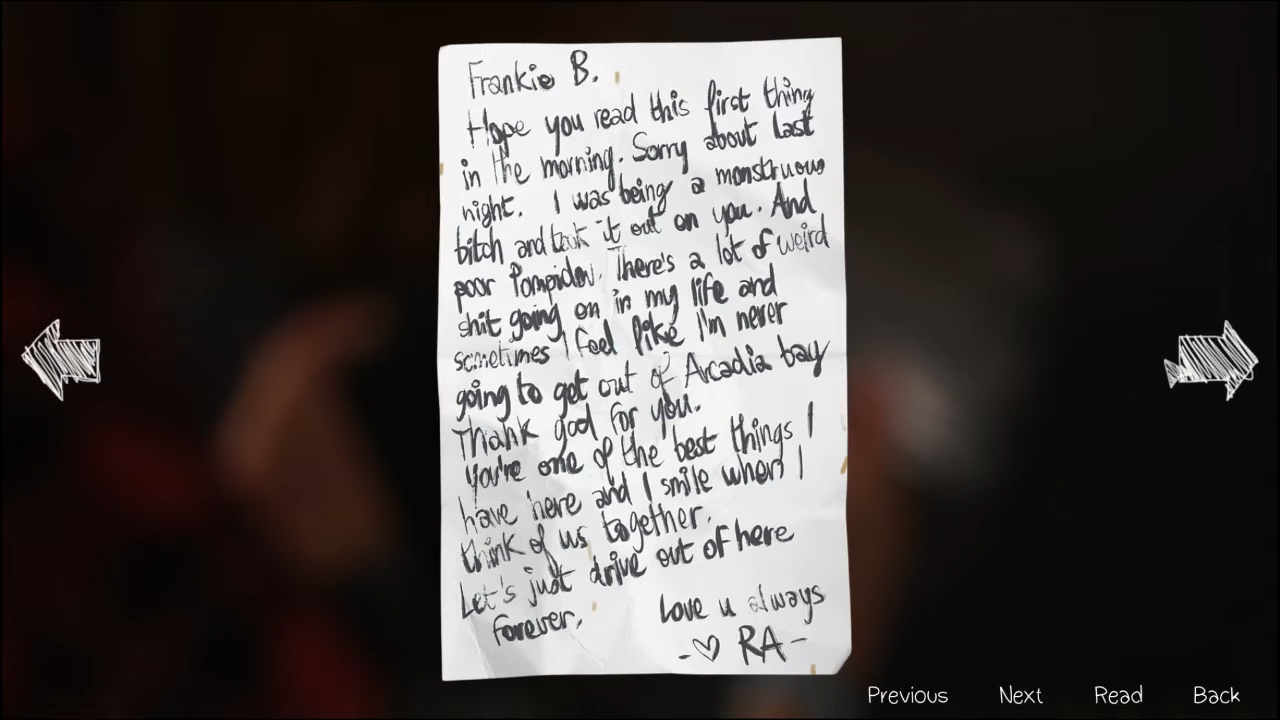 Frankie B.
Hope you read this first thing
in the morning. Sorry about last
night. I was being a monstruous
bitch and took it out on you. And
poor Pompidou. There's a lot of weird
shit going on in my life and
sometimes I feel like I'm never
going to get out of Arcadia bay
Thank god for you.
You're one of the best things I
have here and I smile when I
think of us together.
Let's just drive out of here
forever.
Love u always
-♡ RA-
Previous Next Read Back